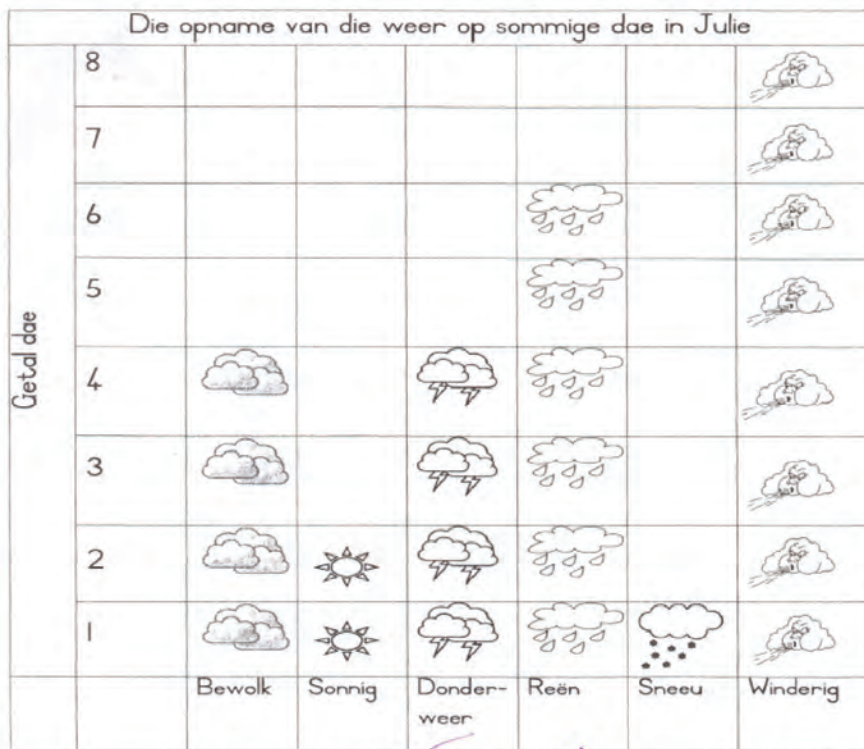 Die opname van die weer op sommige dae in Julie
Getal dae
8
7
6
5
4
3
2
1
Bewolk Sonnig Donder- Reën Sneeu Winderig
weer